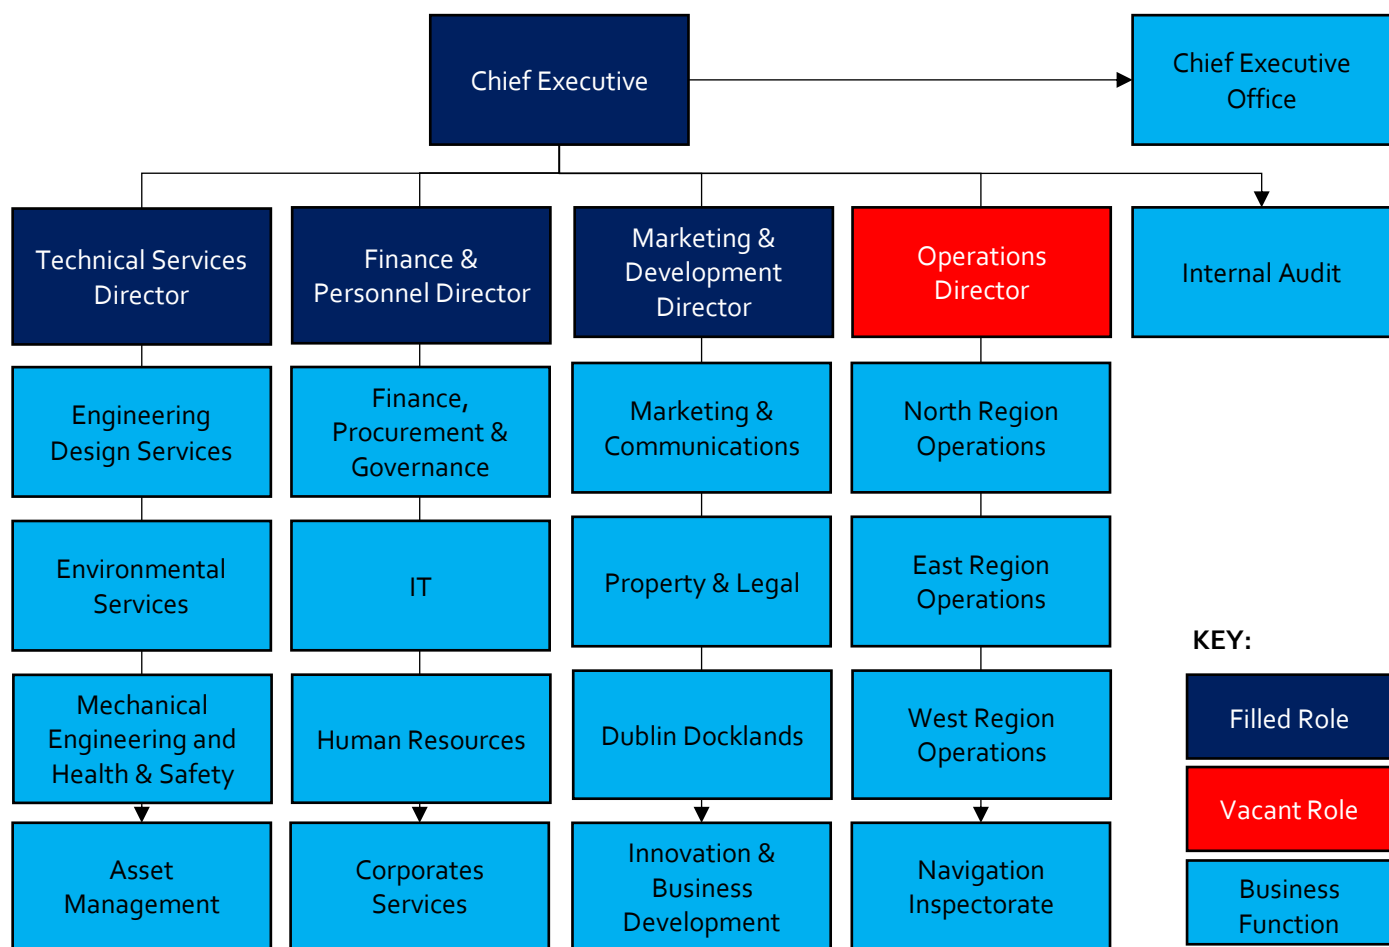 Chief Executive
Chief Executive
Office
Technical Services
Director
Finance &
Personnel Director
Marketing &
Development
Director
Operations
Director
Internal Audit
Engineering
Design Services
Finance,
Procurement &
Governance
Marketing &
Communications
North Region
Operations
Environmental
Services
IT
Property & Legal
East Region
Operations
Mechanical
Engineering and
Health & Safety
Human Resources
Dublin Docklands
West Region
Operations
Asset
Management
Corporates
Services
Innovation &
Business
Development
Navigation
Inspectorate
KEY:
Filled Role
Vacant Role
Business
Function